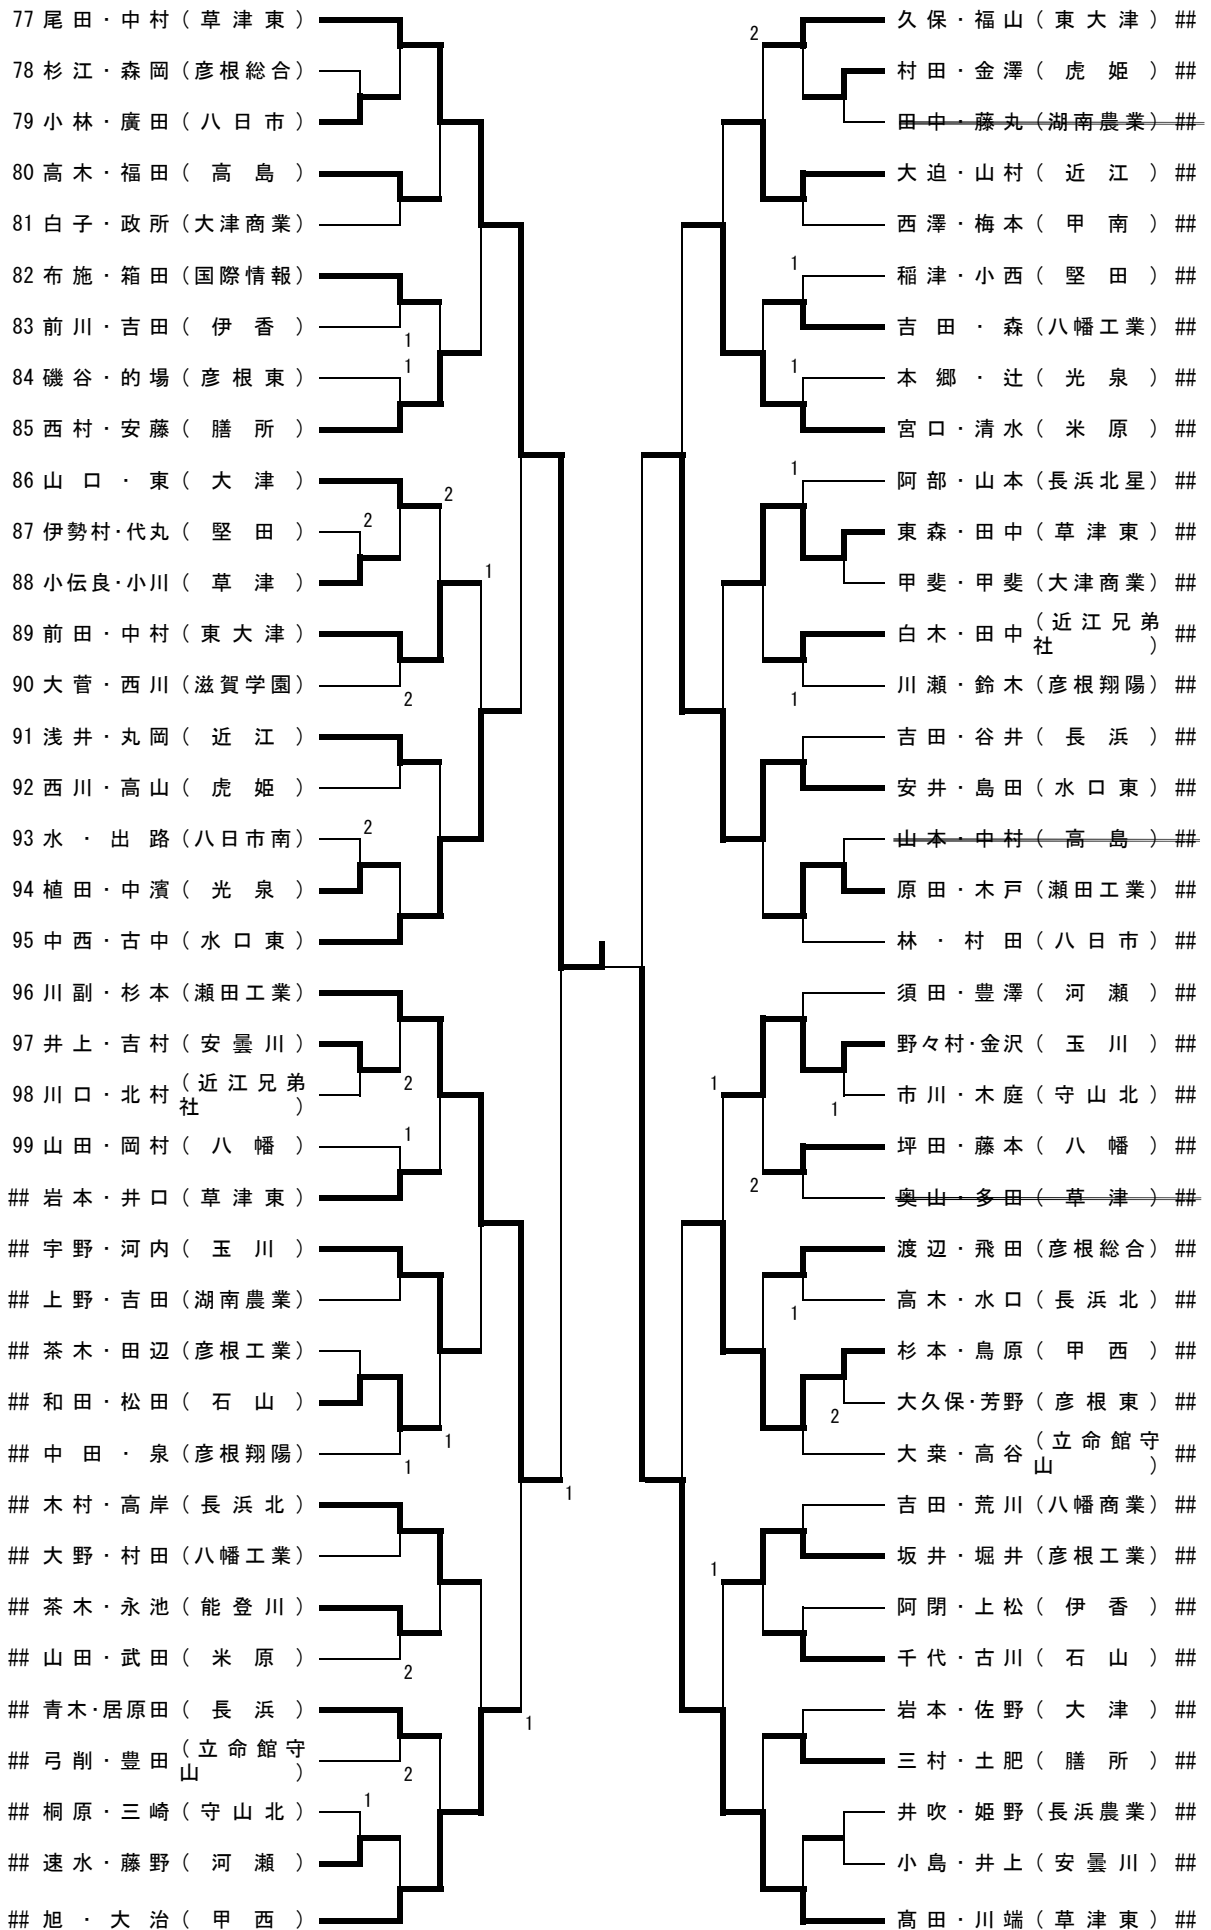 77 尾田・中村 (草津東)
78 杉江・森岡 (彦根総合)
79 小林・廣田 (八日市)
80 高木・福田 (高島)
81 白子・政所 (大津商業)
82 布施・箱田 (国際情報)
83 前川・吉田 (伊香)
1
84 磯谷・的場 (彦根東)
1
85 西村・安藤 (膳所)
86 山口・東 (大津)
2
87 伊勢村・代丸 (堅田)
2
88 小伝良・小川 (草津)
1
89 前田・中村 (東大津)
90 大菅・西川 (滋賀学園)
2
91 浅井・丸岡 (近江)
92 西川・高山 (虎姫)
93 水・出路 (八日市南)
2
94 植田・中濱 (光泉)
95 中西・古中 (水口東)
96 川副・杉本 (瀬田工業)
97 井上・吉村 (安曇川)
2
98 川口・北村 (近江兄弟
社)
99 山田・岡村 (八幡)
1
## 岩本・井口 (草津東)
## 宇野・河内 (玉川)
## 上野・吉田 (湖南農業)
## 茶木・田辺 (彦根工業)
## 和田・松田 (石山)
1
## 中田・泉 (彦根翔陽)
1
1
## 木村・高岸 (長浜北)
## 大野・村田 (八幡工業)
## 茶木・永池 (能登川)
## 山田・武田 (米原)
2
## 青木・居原田 (長浜)
1
## 弓削・豊田 (立命館守
山)
2
## 桐原・三崎 (守山北)
1
## 速水・藤野 (河瀬)
## 旭・大治 (甲西)
久保・福山 (東大津) ##
2
村田・金澤 (虎姫) ##
田中・藤丸 (湖南農業) ##
大迫・山村 (近江) ##
西澤・梅本 (甲南) ##
1
稲津・小西 (堅田) ##
吉田・森 (八幡工業) ##
1
本郷・辻 (光泉) ##
宮口・清水 (米原) ##
1
阿部・山本 (長浜北星) ##
東森・田中 (草津東) ##
甲斐・甲斐 (大津商業) ##
白木・田中 (近江兄弟
社) ##
川瀬・鈴木 (彦根翔陽) ##
1
吉田・谷井 (長浜) ##
安井・島田 (水口東) ##
山本・中村 (高島) ##
原田・木戸 (瀬田工業) ##
林・村田 (八日市) ##
須田・豊澤 (河瀬) ##
野々村・金沢 (玉川) ##
1
市川・木庭 (守山北) ##
1
坪田・藤本 (八幡) ##
2
奥山・多田 (草津) ##
渡辺・飛田 (彦根総合) ##
高木・水口 (長浜北) ##
1
杉本・鳥原 (甲西) ##
大久保・芳野 (彦根東) ##
2
大桒・高谷 (立命館守
山) ##
吉田・荒川 (八幡商業) ##
坂井・堀井 (彦根工業) ##
1
阿閉・上松 (伊香) ##
千代・古川 (石山) ##
岩本・佐野 (大津) ##
三村・土肥 (膳所) ##
井吹・姫野 (長浜農業) ##
小島・井上 (安曇川) ##
髙田・川端 (草津東) ##